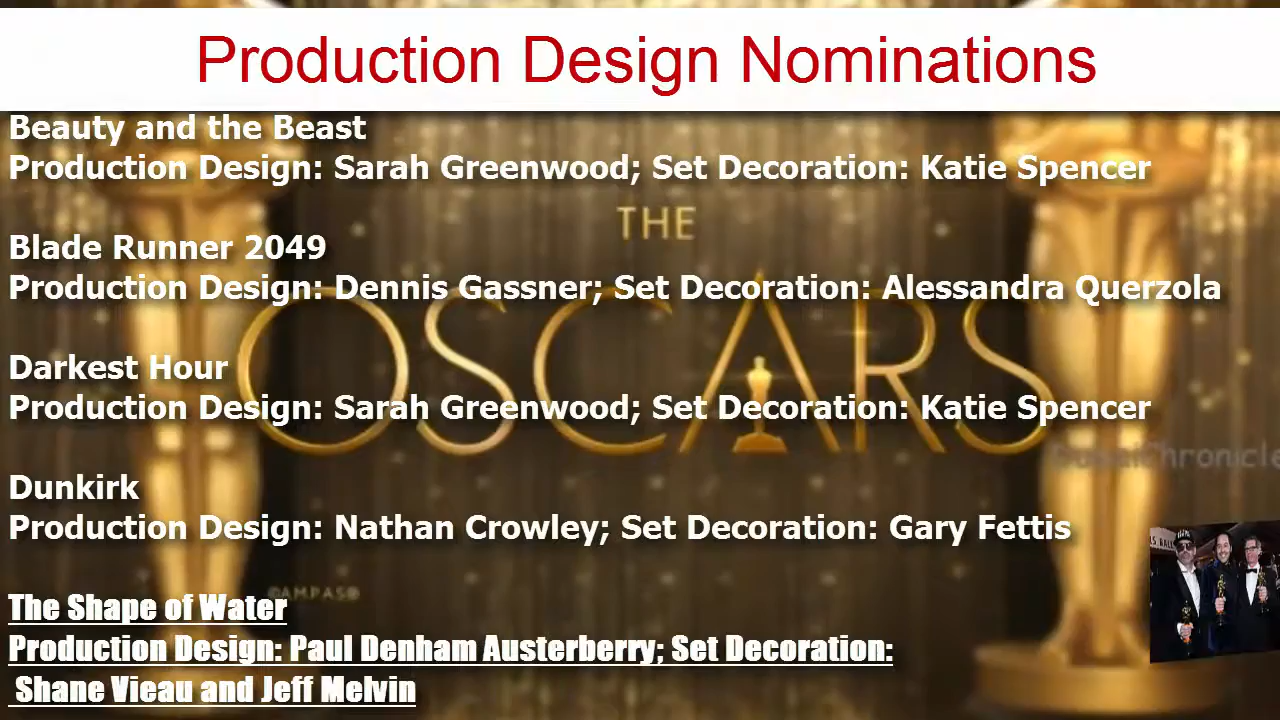 Production Design Nominations
Beauty and the Beast
Production Design: Sarah Greenwood; Set Decoration: Katie Spencer
THE
Blade Runner 2049
Production Design: Dennis Gassner; Set Decoration: Alessandra Querzola
OSCARS
Darkest Hour
Production Design: Sarah Greenwood; Set Decoration: Katie Spencer
Dunkirk
Production Design: Nathan Crowley; Set Decoration: Gary Fettis
©AMPAS®
The Shape of Water
Production Design: Paul Denham Austerberry; Set Decoration:
Shane Vieau and Jeff Melvin